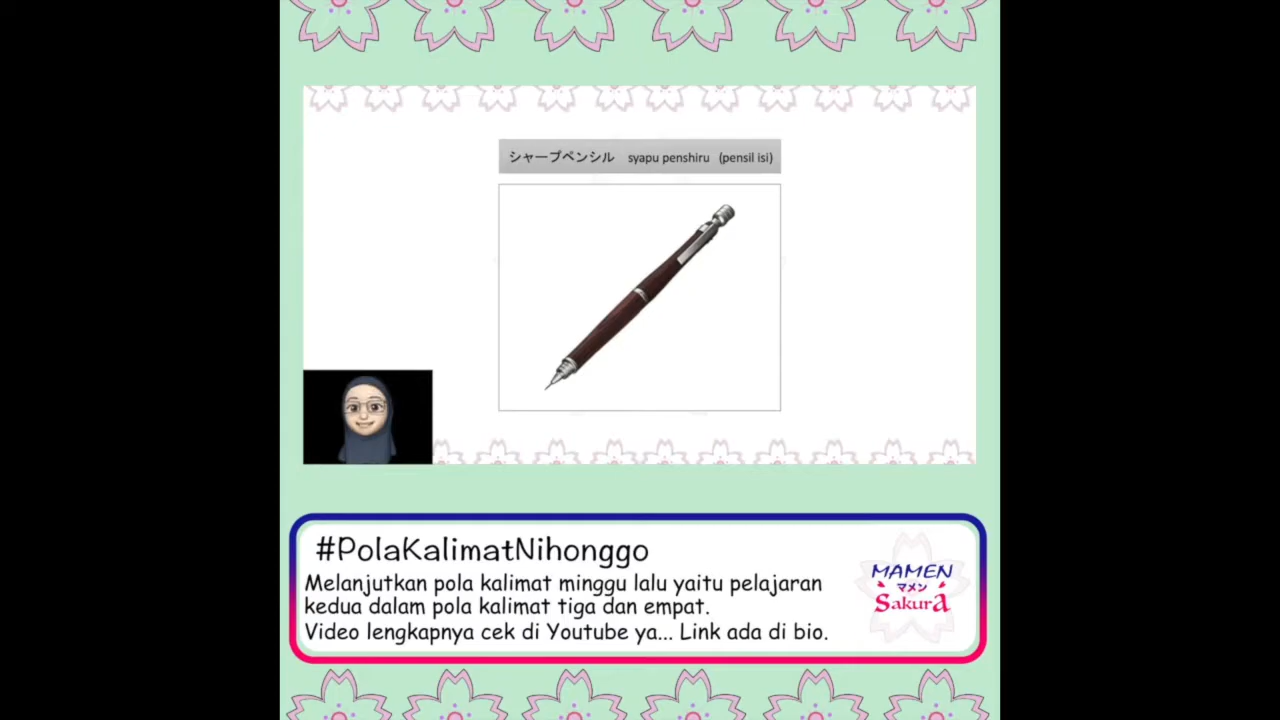 シャープペンシル syapu penshiru (pensil isi)
#PolaKalimatNihonggo
Melanjutkan pola kalimat minggu lalu yaitu pelajaran
kedua dalam pola kalimat tiga dan empat.
Video lengkapnya cek di Youtube ya... Link ada di bio.
MAMEN
マメン
SakurA